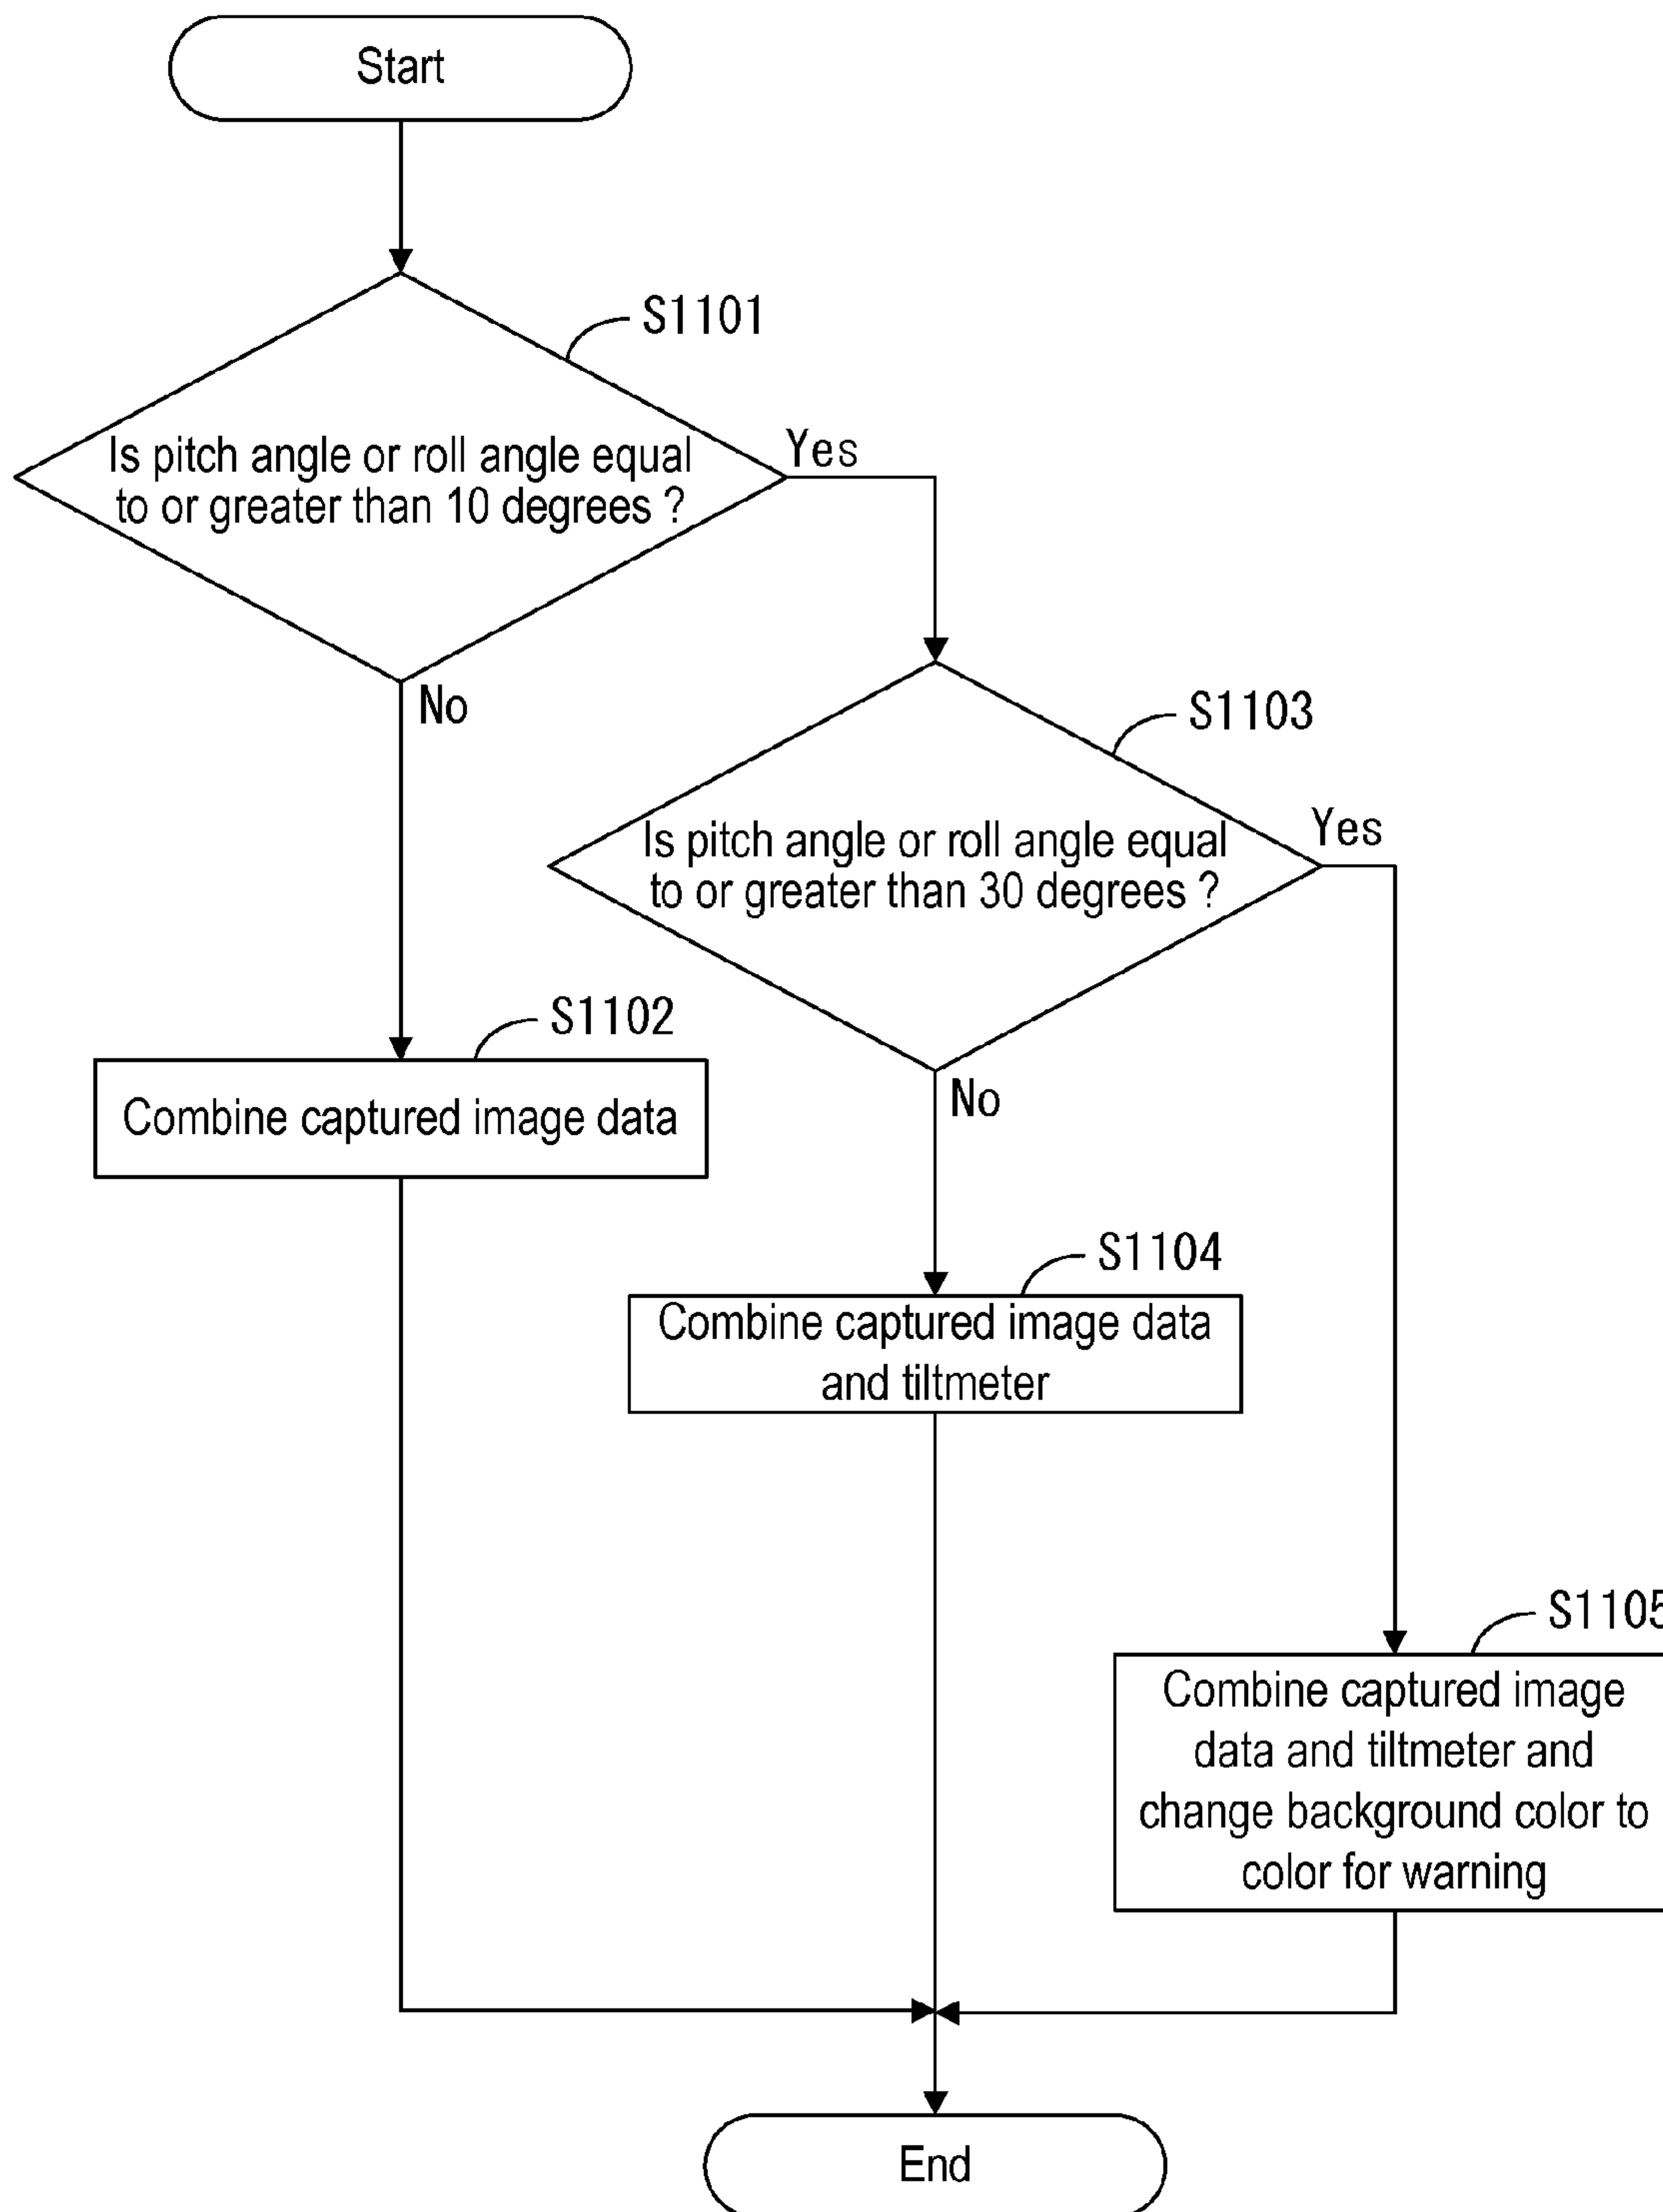 Start
S1101
Is pitch angle or roll angle equal
to or greater than 10 degrees ?
Yes
No
S1103
Is pitch angle or roll angle equal
to or greater than 30 degrees ?
Yes
No
S1102
Combine captured image data
S1104
Combine captured image data
and tiltmeter
S1105
Combine captured image
data and tiltmeter and
change background color to
color for warning
End